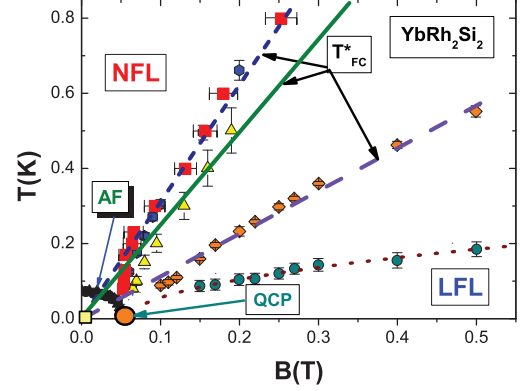 YbRh₂Si₂
T*FC
NFL
AF
QCP
LFL
T(K)
0.8
0.6
0.4
0.2
0.0
0.0 0.1 0.2 0.3 0.4 0.5
B(T)